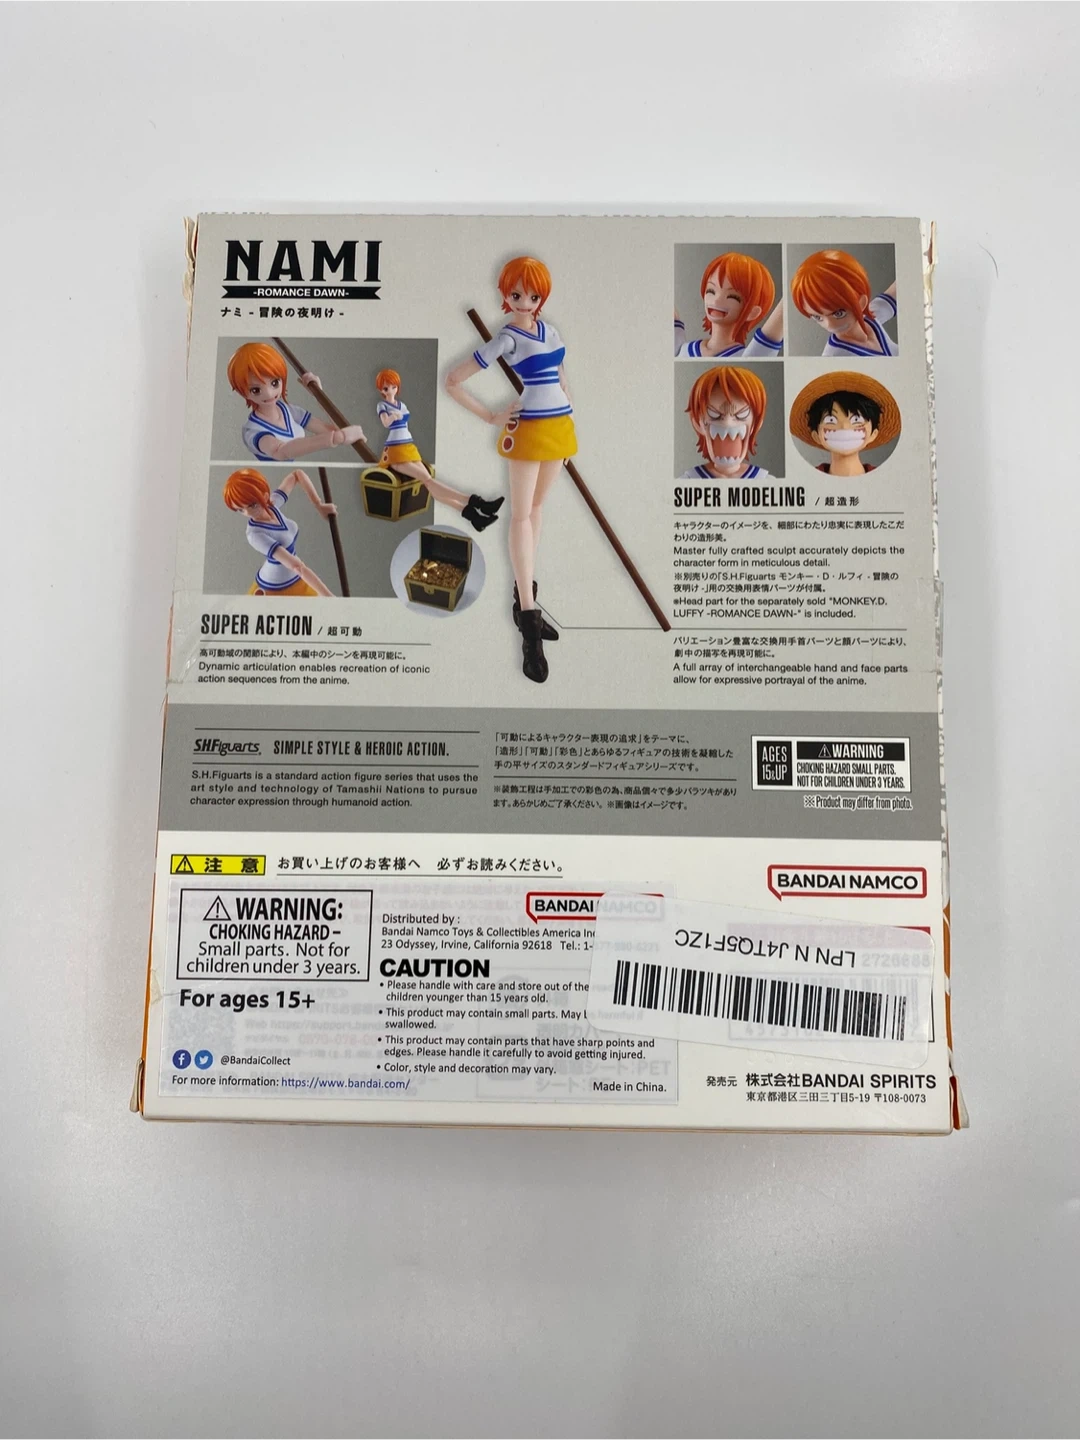 NAMI
-ROMANCE DAWN-
ナミ - 冒険の夜明け -
SUPER MODELING / 超造形
キャラクターのイメージを、細部にわたり忠実に表現したこだ
わりの造形美。
Master fully crafted sculpt accurately depicts the
character form in meticulous detail.
※別売りの「S.H.Figuarts モンキー・D・ルフィ - 冒険の
夜明け -」用の交換用表情パーツが付属。
※Head part for the separately sold "MONKEY.D.
LUFFY -ROMANCE DAWN-" is included.
バリエーション豊富な交換用手首パーツと顔パーツにより、
劇中の描写を再現可能に。
A full array of interchangeable hand and face parts
allow for expressive portrayal of the anime.
SUPER ACTION / 超可動
高可動域の関節により、本編中のシーンを再現可能に。
Dynamic articulation enables recreation of iconic
action sequences from the anime.
S.H.Figuarts SIMPLE STYLE & HEROIC ACTION.
S.H.Figuarts is a standard action figure series that uses the
art style and technology of Tamashii Nations to pursue
character expression through humanoid action.
「可動によるキャラクター表現の追求」をテーマに、
「造形」「可動」「彩色」とあらゆるフィギュアの技術を凝縮した
手の平サイズのスタンダードフィギュアシリーズです。
※装飾工程は手加工での彩色の為、商品個々で多少バラツキがあり
ます。あらかじめご了承ください。※画像はイメージです。
AGES
15&UP
WARNING
CHOKING HAZARD SMALL PARTS.
NOT FOR CHILDREN UNDER 3 YEARS.
※Product may differ from photo.
注 意 お買い上げのお客様へ 必ずお読みください。
BANDAI NAMCO
WARNING:
CHOKING HAZARD –
Small parts. Not for
children under 3 years.
For ages 15+
@BandaiCollect
For more information: https://www.bandai.com/
BANDAI NAMCO
Distributed by :
Bandai Namco Toys & Collectibles America
23 Odyssey, Irvine, California 92618 Tel.: 1-
CAUTION
• Please handle with care and store out of the
children younger than 15 years old.
• This product may contain small parts. May
swallowed.
• This product may contain parts that have sharp points and
edges. Please handle it carefully to avoid getting injured.
• Color, style and decoration may vary.
Made in China.
LPN N J4TQ5F1ZC
発売元 株式会社BANDAI SPIRITS
東京都港区三田三丁目5-19 〒108-0073